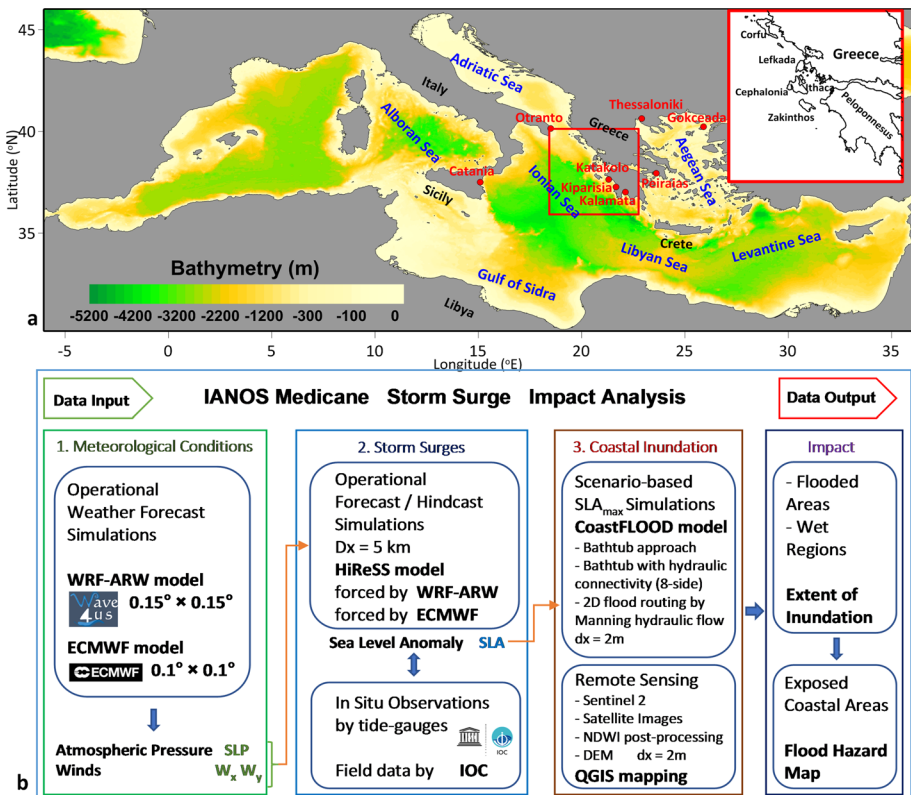 45
40
35
Latitude (°N)
-5
0
5
10
15
20
25
30
35
Longitude (°E)
Adriatic Sea
Italy
Alboran Sea
Otranto
Thessaloniki
Gokceada
Greece
Aegean Sea
Catania
Sicily
Ionian Sea
Katakolo
Kiparisia
Kalamata
Peiraias
Crete
Libyan Sea
Levantine Sea
Gulf of Sidra
Libya
Bathymetry (m)
-5200 -4200 -3200 -2200 -1200 -300 -100 0
a
Corfu
Greece
Lefkada
Cephalonia
Ithaca
Zakinthos
Peloponnesus
Data Input
IANOS Medicane Storm Surge Impact Analysis
Data Output
1. Meteorological Conditions
Operational
Weather Forecast
Simulations
WRF-ARW model
Wave
4us
0.15° × 0.15°
ECMWF model
ECMWF
0.1° × 0.1°
Atmospheric Pressure SLP
Winds Wx Wy
2. Storm Surges
Operational
Forecast / Hindcast
Simulations
Dx = 5 km
HiReSS model
forced by WRF-ARW
forced by ECMWF
Sea Level Anomaly SLA
In Situ Observations
by tide-gauges
IOC
Field data by IOC
3. Coastal Inundation
Scenario-based
SLAmax Simulations
CoastFLOOD model
- Bathtub approach
- Bathtub with hydraulic
connectivity (8-side)
- 2D flood routing by
Manning hydraulic flow
dx = 2m
Remote Sensing
- Sentinel 2
- Satellite Images
- NDWI post-processing
- DEM dx = 2m
QGIS mapping
Impact
- Flooded
Areas
- Wet
Regions
Extent of
Inundation
Exposed
Coastal Areas
Flood Hazard
Map
b